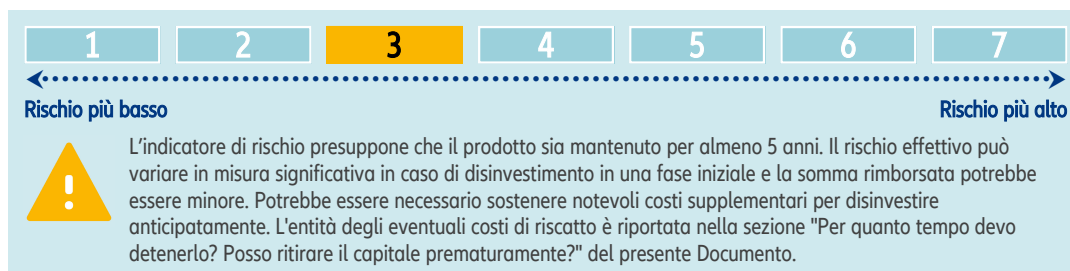 1 2 3 4 5 6 7
Rischio più basso Rischio più alto
L'indicatore di rischio presuppone che il prodotto sia mantenuto per almeno 5 anni. Il rischio effettivo può
variare in misura significativa in caso di disinvestimento in una fase iniziale e la somma rimborsata potrebbe
essere minore. Potrebbe essere necessario sostenere notevoli costi supplementari per disinvestire
anticipatamente. L'entità degli eventuali costi di riscatto è riportata nella sezione "Per quanto tempo devo
detenerlo? Posso ritirare il capitale prematuramente?" del presente Documento.